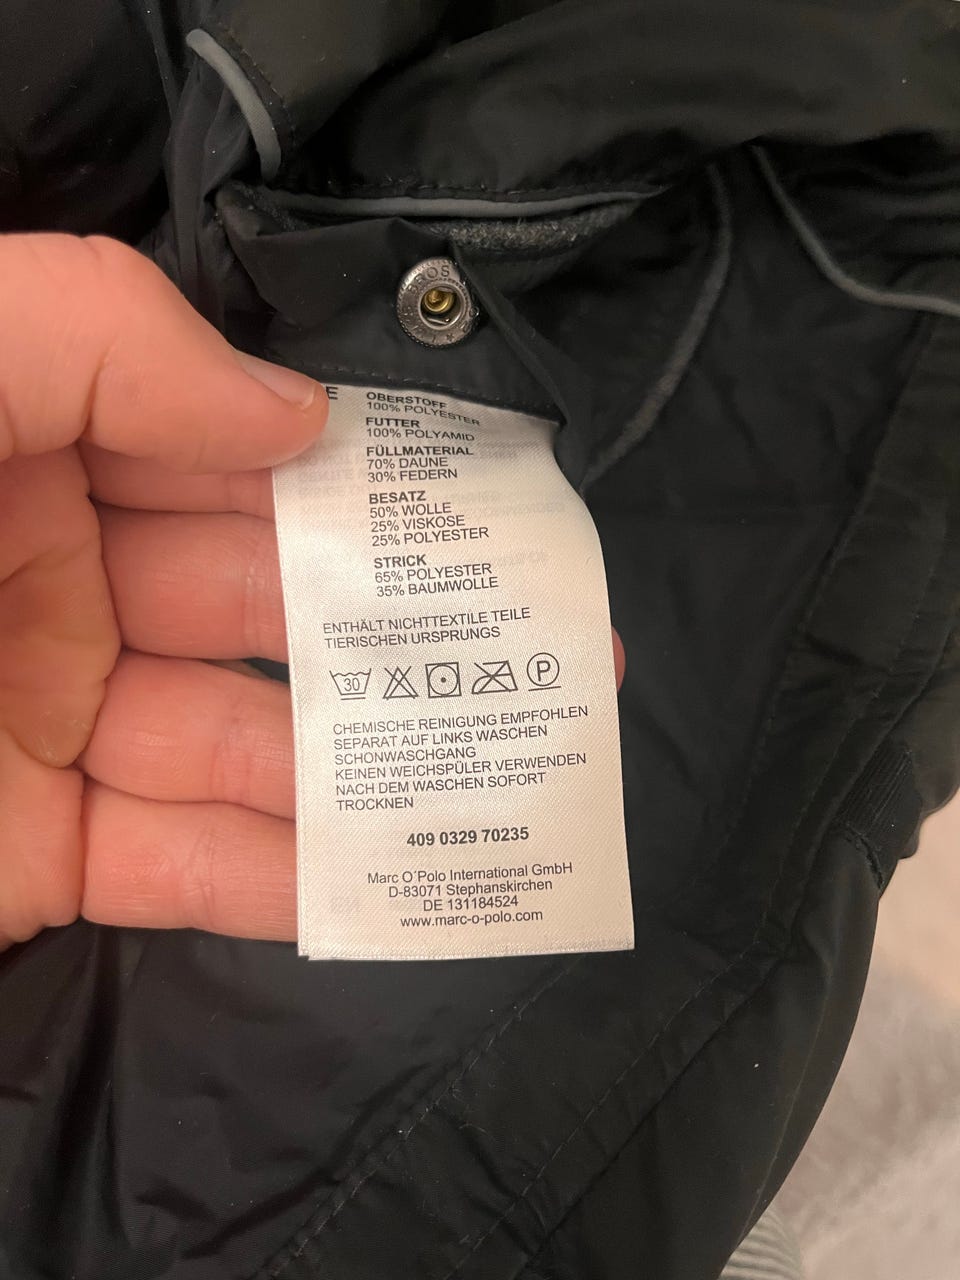 BROS
E
OBERSTOFF
100% POLYESTER
FUTTER
100% POLYAMID
FÜLLMATERIAL
70% DAUNE
30% FEDERN
BESATZ
50% WOLLE
25% VISKOSE
25% POLYESTER
STRICK
65% POLYESTER
35% BAUMWOLLE
ENTHÄLT NICHTTEXTILE TEILE
TIERISCHEN URSPRUNGS
30 P
CHEMISCHE REINIGUNG EMPFOHLEN
SEPARAT AUF LINKS WASCHEN
SCHONWASCHGANG
KEINEN WEICHSPÜLER VERWENDEN
NACH DEM WASCHEN SOFORT
TROCKNEN
409 0329 70235
Marc O´Polo International GmbH
D-83071 Stephanskirchen
DE 131184524
www.marc-o-polo.com